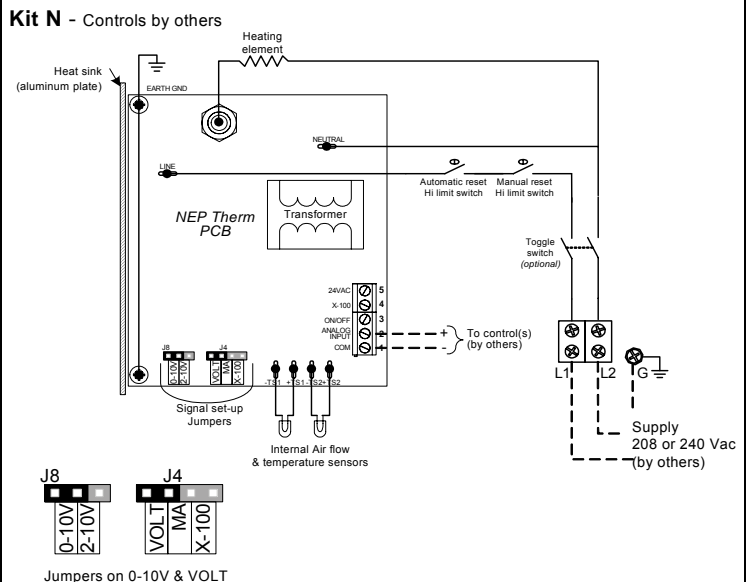 Kit N - Controls by others
Heating
element
Heat sink
(aluminum plate)
EARTH GND
NEUTRAL
LINE
Automatic reset
Hi limit switch
Manual reset
Hi limit switch
NEP Therm
PCB
Transformer
Toggle
switch
(optional)
24VAC 5
X-100 4
ON/OFF 3
ANALOG
INPUT 2
COM 1
+
-
To control(s)
(by others)
J8
0-10V
2-10V
J4
VOLT
MA
X-100
-TS1 +TS1 -TS2 +TS2
Signal set-up
Jumpers
Internal Air flow
& temperature sensors
L1 L2 G
Supply
208 or 240 Vac
(by others)
J8
0-10V
2-10V
J4
VOLT
MA
X-100
Jumpers on 0-10V & VOLT